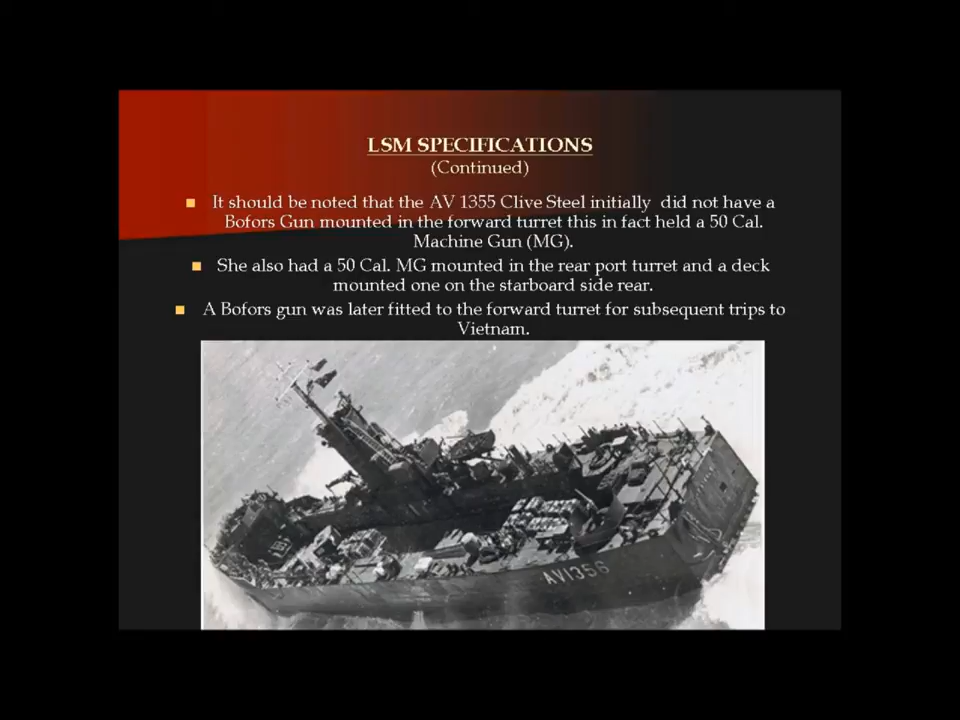 LSM SPECIFICATIONS
(Continued)
It should be noted that the AV 1355 Clive Steel initially did not have a
Bofors Gun mounted in the forward turret this in fact held a 50 Cal.
Machine Gun (MG).
She also had a 50 Cal. MG mounted in the rear port turret and a deck
mounted one on the starboard side rear.
A Bofors gun was later fitted to the forward turret for subsequent trips to
Vietnam.
AV1356